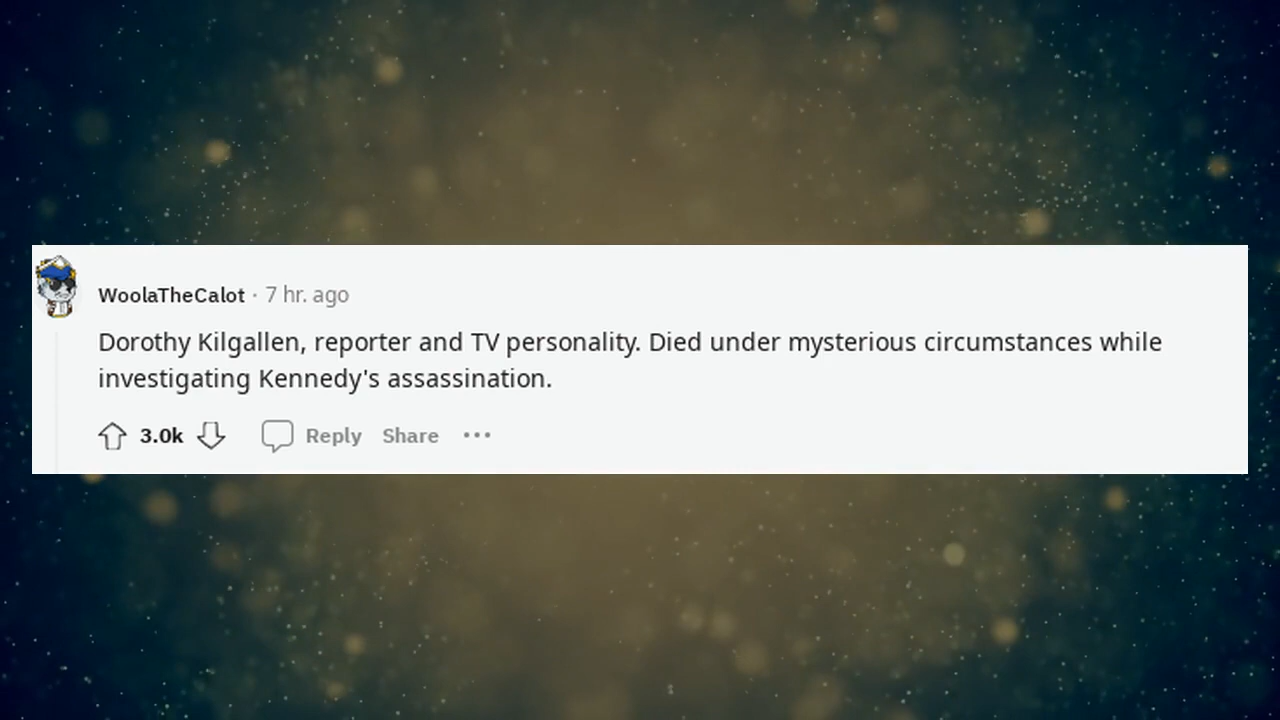 WoolaTheCalot · 7 hr. ago
Dorothy Kilgallen, reporter and TV personality. Died under mysterious circumstances while
investigating Kennedy's assassination.
3.0k Reply Share ...